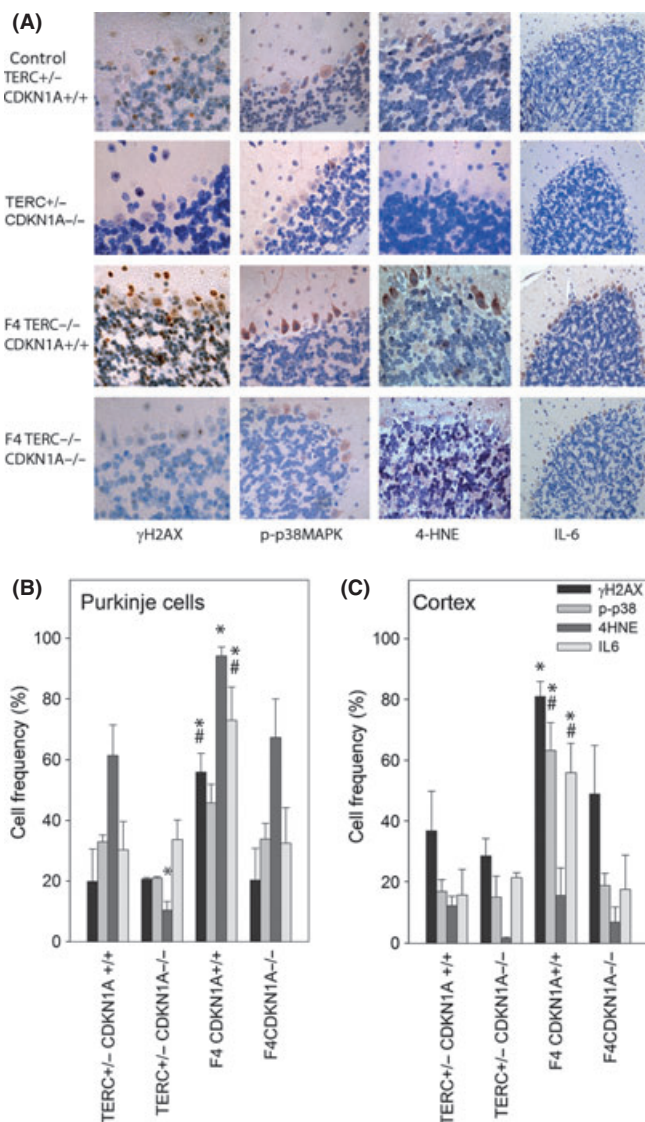 (A)
Control
TERC+/−
CDKN1A+/+
TERC+/−
CDKN1A−/−
F4 TERC−/−
CDKN1A+/+
F4 TERC−/−
CDKN1A−/−
γH2AX
p-p38MAPK
4-HNE
IL-6
(B)
Purkinje cells
Cell frequency (%)
100
80
60
40
20
0
*
*
#
*
*
#
TERC+/− CDKN1A +/+
TERC+/− CDKN1A−/−
F4 CDKN1A+/+
F4CDKN1A−/−
(C)
Cortex
γH2AX
p-p38
4HNE
IL6
Cell frequency (%)
100
80
60
40
20
0
*
*
#
*
#
TERC+/− CDKN1A +/+
TERC+/− CDKN1A−/−
F4 CDKN1A+/+
F4CDKN1A−/−